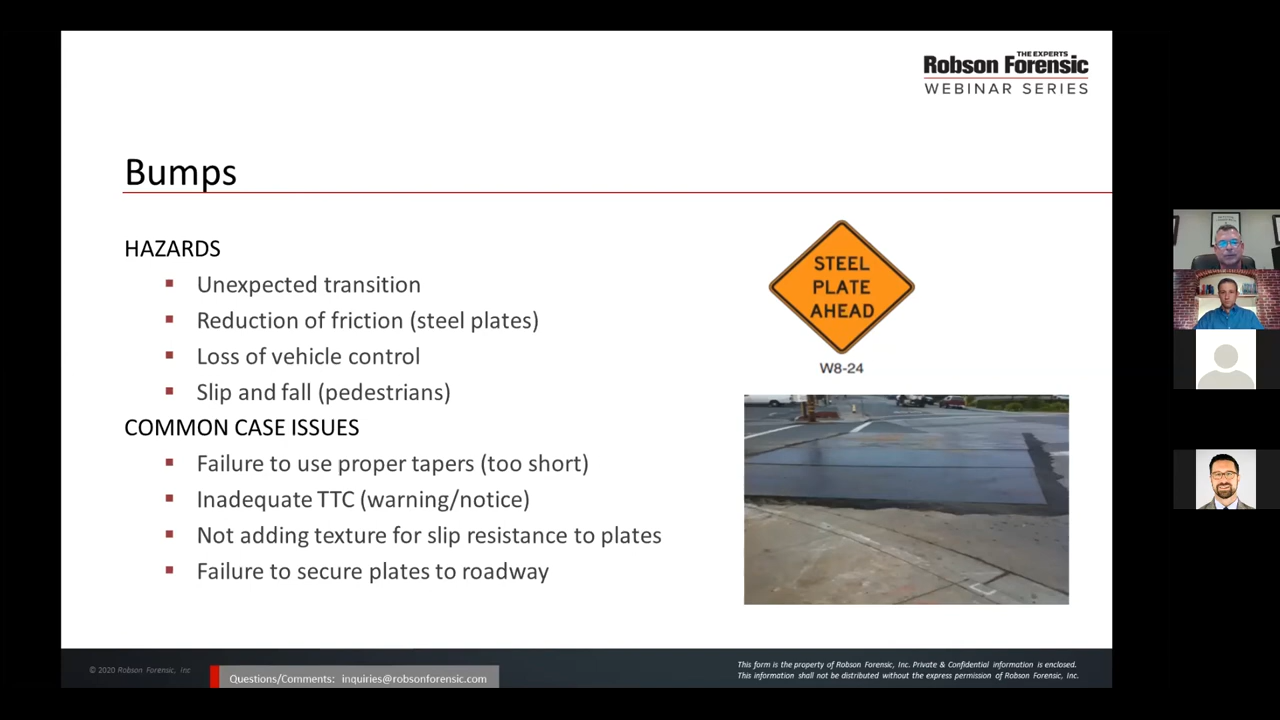 THE EXPERTS
Robson Forensic
WEBINAR SERIES
Bumps
HAZARDS
Unexpected transition
Reduction of friction (steel plates)
Loss of vehicle control
Slip and fall (pedestrians)
COMMON CASE ISSUES
Failure to use proper tapers (too short)
Inadequate TTC (warning/notice)
Not adding texture for slip resistance to plates
Failure to secure plates to roadway
STEEL
PLATE
AHEAD
W8-24
© 2020 Robson Forensic, Inc
Questions/Comments: inquiries@robsonforensic.com
This form is the property of Robson Forensic, Inc. Private & Confidential information is enclosed.
This information shall not be distributed without the express permission of Robson Forensic, Inc.